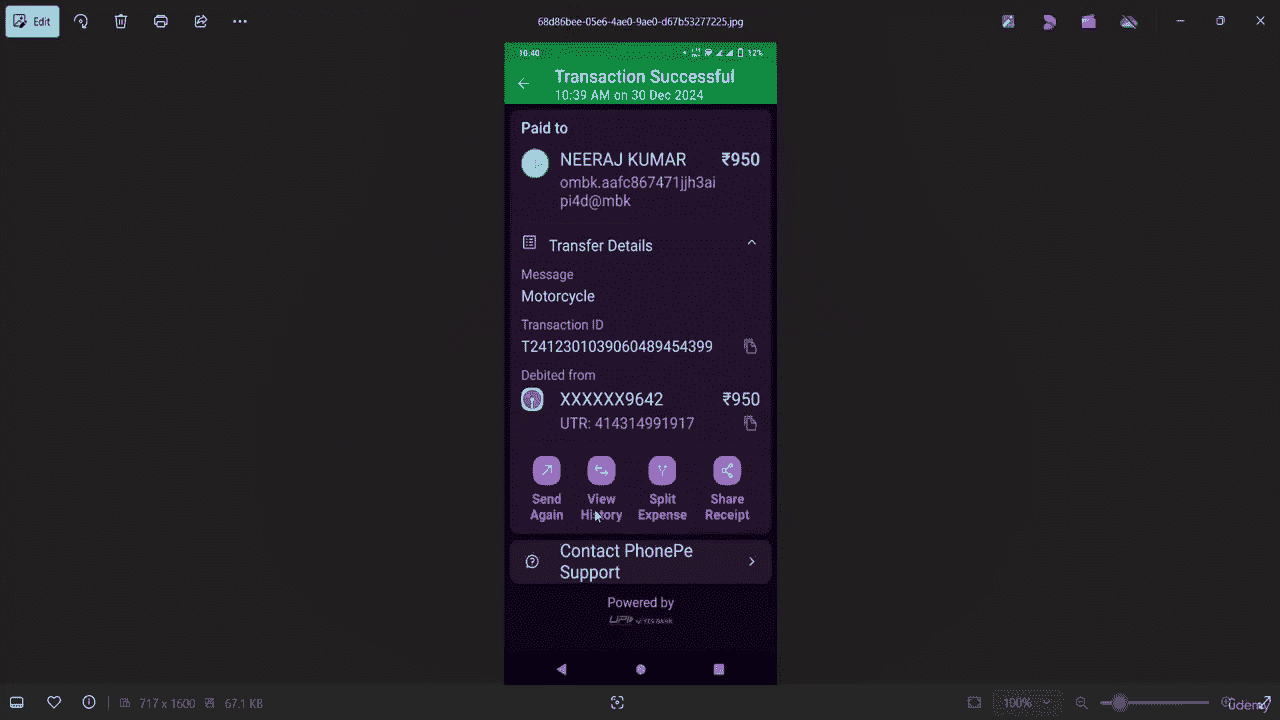 Edit
68d86bee-05e6-4ae0-9ae0-d67b53277225.jpg
10:40
12%
Transaction Successful
10:39 AM on 30 Dec 2024
Paid to
NEERAJ KUMAR ₹950
ombk.aafc867471jjh3ai
pi4d@mbk
Transfer Details
Message
Motorcycle
Transaction ID
T2412301039060489454399
Debited from
XXXXXX9642 ₹950
UTR: 414314991917
Send Again
View History
Split Expense
Share Receipt
Contact PhonePe
Support
Powered by
UPI YES BANK
717 x 1600
67.1 KB
100%
udemy